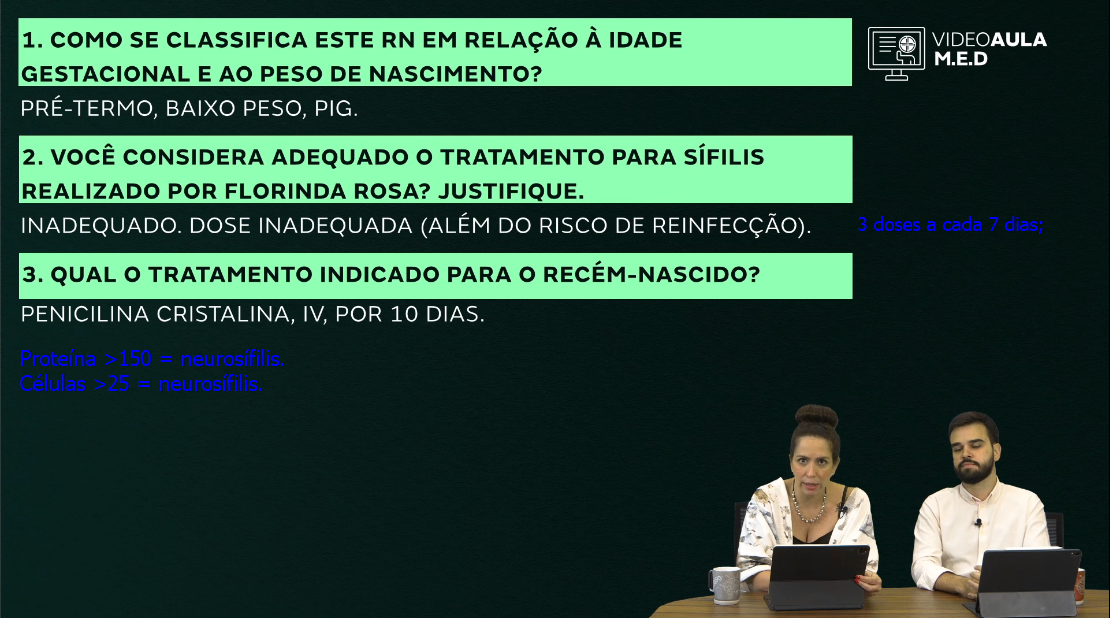 1. COMO SE CLASSIFICA ESTE RN EM RELAÇÃO À IDADE
GESTACIONAL E AO PESO DE NASCIMENTO?
VIDEOAULA
M.E.D
PRÉ-TERMO, BAIXO PESO, PIG.
2. VOCÊ CONSIDERA ADEQUADO O TRATAMENTO PARA SÍFILIS
REALIZADO POR FLORINDA ROSA? JUSTIFIQUE.
INADEQUADO. DOSE INADEQUADA (ALÉM DO RISCO DE REINFECÇÃO).
3 doses a cada 7 dias;
3. QUAL O TRATAMENTO INDICADO PARA O RECÉM-NASCIDO?
PENICILINA CRISTALINA, IV, POR 10 DIAS.
Proteína >150 = neurosífilis.
Células >25 = neurosífilis.